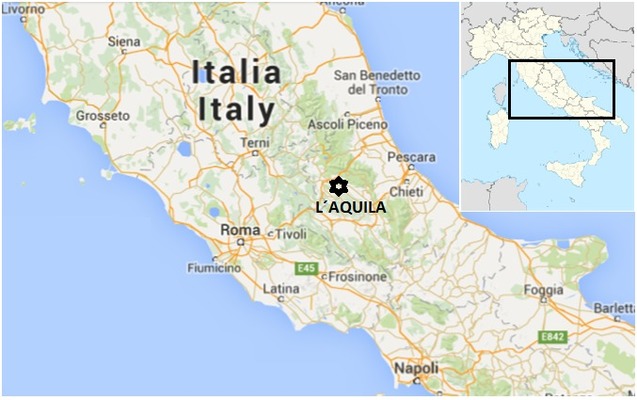 Livorno
Ancona
Siena
Italia
Italy
San Benedetto
del Tronto
Grosseto
Ascoli Piceno
Terni
Pescara
Chieti
L´AQUILA
Roma
Tivoli
Fiumicino
E45
Frosinone
Latina
Foggia
Barletta
E842
Napoli